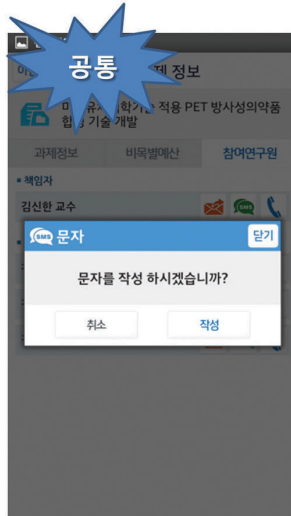 공통
정보
적용 PET 방사성의약품
기술 개발
과제정보 비목별예산 참여연구원
책임자
김신한 교수
SMS
SMS 문자 닫기
문자를 작성 하시겠습니까?
취소 작성